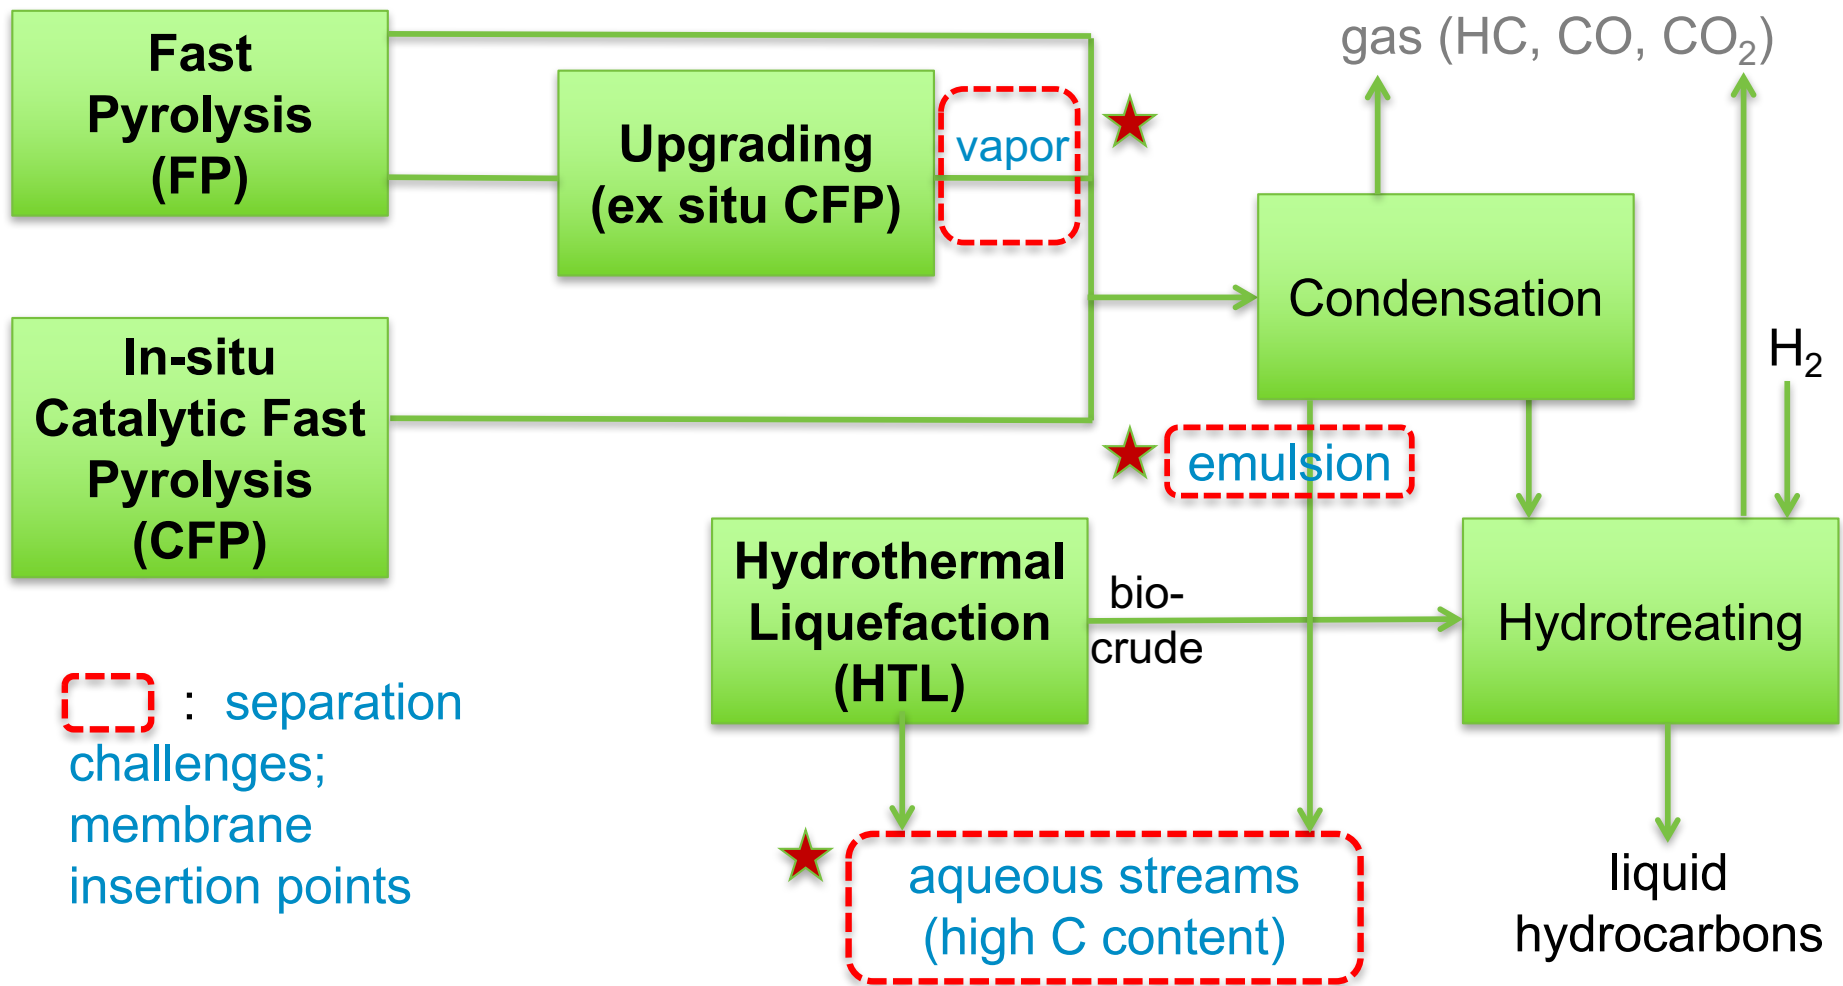 Fast
Pyrolysis
(FP)
Upgrading
(ex situ CFP)
vapor
gas (HC, CO, CO₂)
Condensation
In-situ
Catalytic Fast
Pyrolysis
(CFP)
H₂
emulsion
Hydrothermal
Liquefaction
(HTL)
bio-
crude
Hydrotreating
: separation
challenges;
membrane
insertion points
aqueous streams
(high C content)
liquid
hydrocarbons